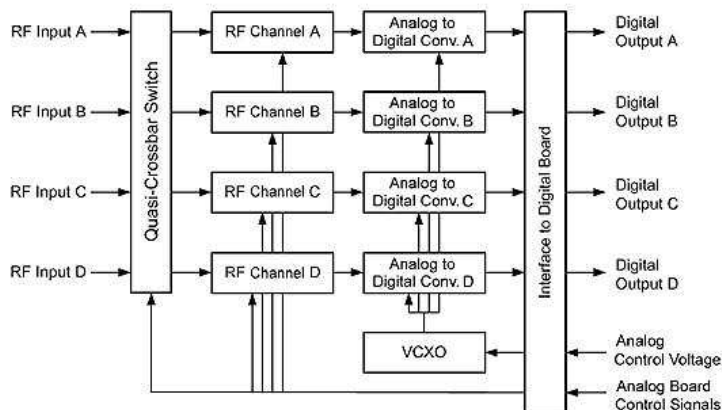 RF Input A
RF Channel A
Analog to
Digital Conv. A
Digital
Output A
RF Input B
RF Channel B
Analog to
Digital Conv. B
Digital
Output B
RF Input C
RF Channel C
Analog to
Digital Conv. C
Digital
Output C
RF Input D
RF Channel D
Analog to
Digital Conv. D
Digital
Output D
Quasi-Crossbar Switch
Interface to Digital Board
VCXO
Analog
Control Voltage
Analog Board
Control Signals